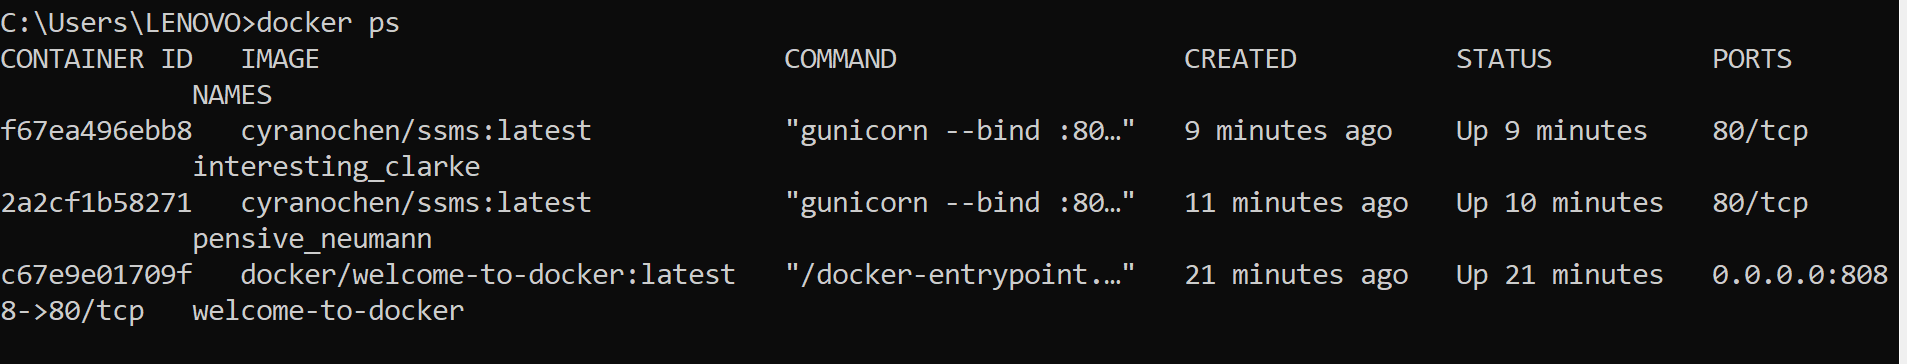 C:\Users\LENOVO>docker ps
CONTAINER ID   IMAGE                             COMMAND                  CREATED          STATUS          PORTS
            NAMES
f67ea496ebb8   cyranochen/ssms:latest            "gunicorn --bind :80…"   9 minutes ago    Up 9 minutes    80/tcp
            interesting_clarke
2a2cf1b58271   cyranochen/ssms:latest            "gunicorn --bind :80…"   11 minutes ago   Up 10 minutes   80/tcp
            pensive_neumann
c67e9e01709f   docker/welcome-to-docker:latest   "/docker-entrypoint.…"   21 minutes ago   Up 21 minutes   0.0.0.0:808
8->80/tcp   welcome-to-docker